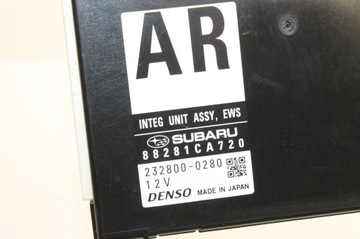 AR
INTEG UNIT ASSY, EWS
SUBARU
88281CA720
232800-0280
12V
DENSO MADE IN JAPAN